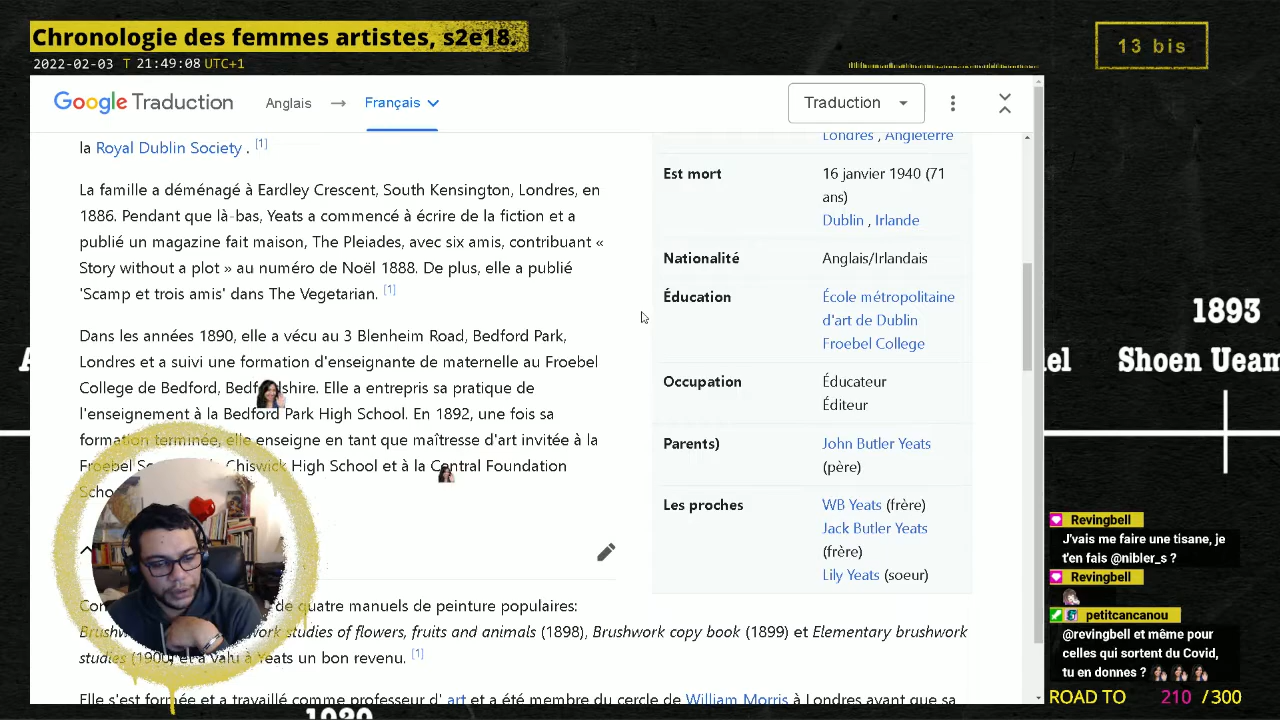 Chronologie des femmes artistes, s2e18.
2022-02-03 T 21:49:08 UTC+1
13 bis
Google Traduction Anglais → Français Traduction
la Royal Dublin Society . [1]
La famille a déménagé à Eardley Crescent, South Kensington, Londres, en
1886. Pendant que là-bas, Yeats a commencé à écrire de la fiction et a
publié un magazine fait maison, The Pleiades, avec six amis, contribuant «
Story without a plot » au numéro de Noël 1888. De plus, elle a publié
'Scamp et trois amis' dans The Vegetarian. [1]
Dans les années 1890, elle a vécu au 3 Blenheim Road, Bedford Park,
Londres et a suivi une formation d'enseignante de maternelle au Froebel
College de Bedford, Bedfordshire. Elle a entrepris sa pratique de
l'enseignement à la Bedford Park High School. En 1892, une fois sa
formation terminée, elle enseigne en tant que maîtresse d'art invitée à la
Froebel Chiswick High School et à la Central Foundation
de quatre manuels de peinture populaires:
studies of flowers, fruits and animals (1898), Brushwork copy book (1899) et Elementary brushwork
studies (1900) et a valu à Yeats un bon revenu. [1]
Elle s'est formée et a travaillé comme professeur d' art et a été membre du cercle de William Morris à Londres avant que sa
Londres , Angleterre
Est mort
16 janvier 1940 (71
ans)
Dublin , Irlande
Nationalité
Anglais/Irlandais
Éducation
École métropolitaine
d'art de Dublin
Froebel College
Occupation
Éducateur
Éditeur
Parents)
John Butler Yeats
(père)
Les proches
WB Yeats (frère)
Jack Butler Yeats
(frère)
Lily Yeats (soeur)
1893
Shoen Ueam
Revingbell
J'vais me faire une tisane, je
t'en fais @nibler_s ?
Revingbell
petitcancanou
@revingbell et même pour
celles qui sortent du Covid,
tu en donnes ?
ROAD TO 210 /300